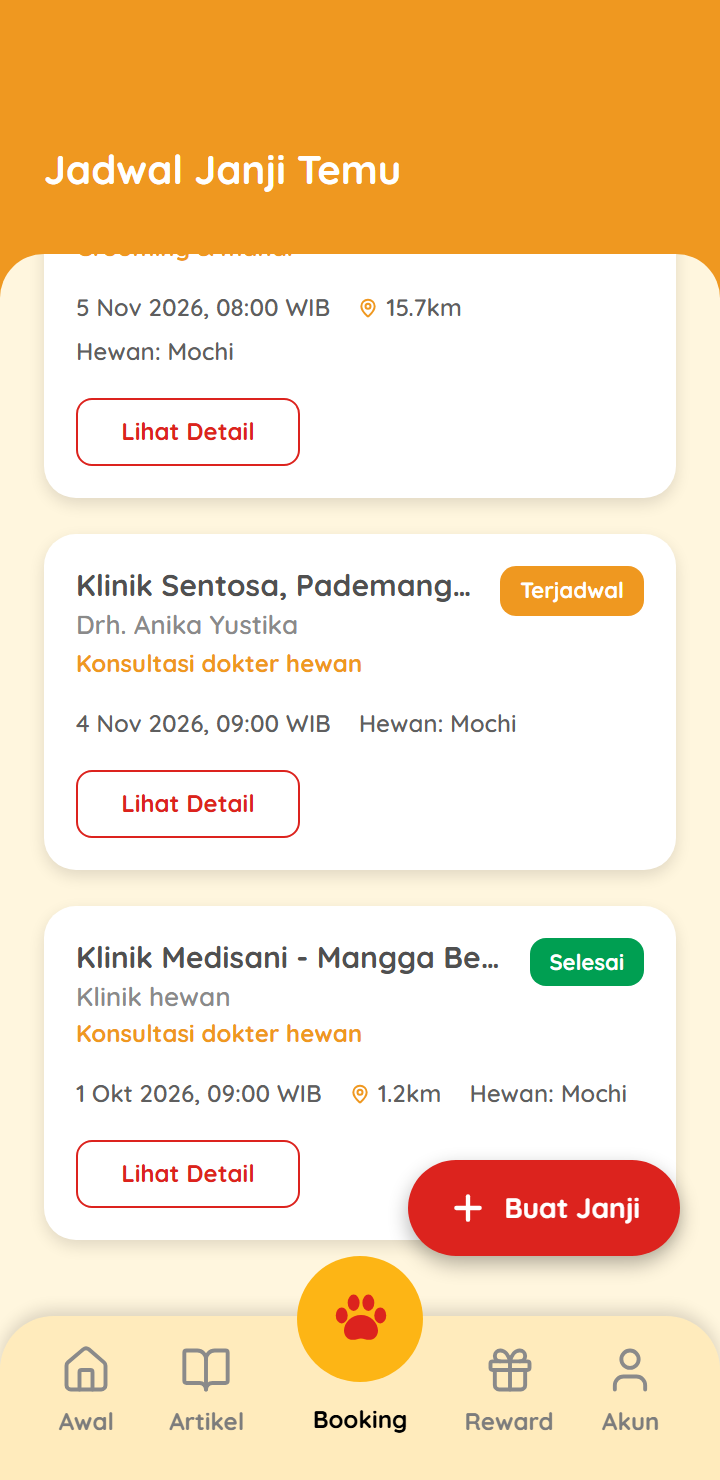 Jadwal Janji Temu
5 Nov 2026, 08:00 WIB 15.7km
Hewan: Mochi
Lihat Detail
Klinik Sentosa, Pademang...
Terjadwal
Drh. Anika Yustika
Konsultasi dokter hewan
4 Nov 2026, 09:00 WIB Hewan: Mochi
Lihat Detail
Klinik Medisani - Mangga Be...
Selesai
Klinik hewan
Konsultasi dokter hewan
1 Okt 2026, 09:00 WIB 1.2km Hewan: Mochi
Lihat Detail
Buat Janji
Awal Artikel Booking Reward Akun